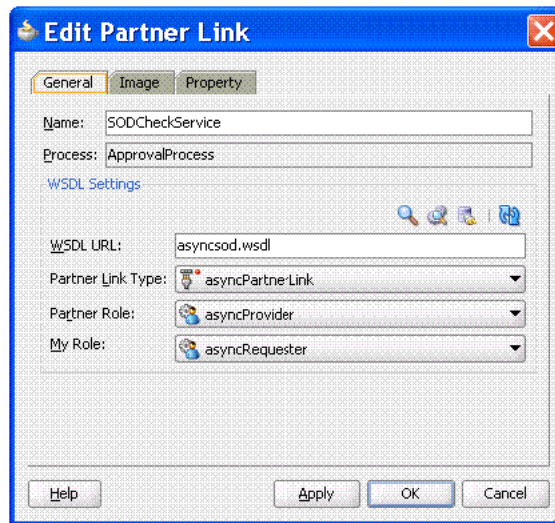 Edit Partner Link
General Image Property
Name: SODCheckService
Process: ApprovalProcess
WSDL Settings
WSDL URL: asyncsod.wsdl
Partner Link Type: asyncPartnerLink
Partner Role: asyncProvider
My Role: asyncRequester
Help Apply OK Cancel